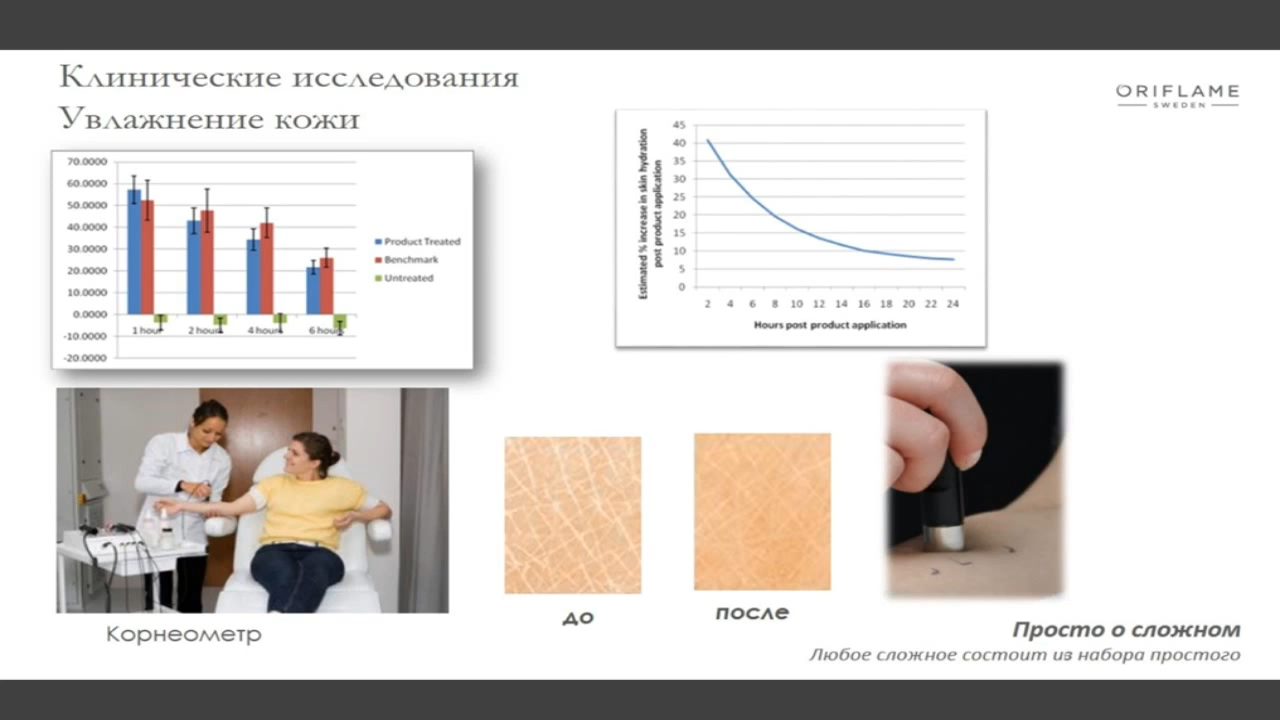 Клинические исследования
Увлажнение кожи
ORIFLAME
SWEDEN
70.0000
60.0000
50.0000
40.0000
30.0000
20.0000
10.0000
0.0000
-10.0000
-20.0000
1 hour 2 hours 4 hours 6 hours
Product Treated
Benchmark
Untreated
Estimated % increase in skin hydration
post product application
45
40
35
30
25
20
15
10
5
0
2 4 6 8 10 12 14 16 18 20 22 24
Hours post product application
до
после
Корнеометр
Просто о сложном
Любое сложное состоит из набора простого